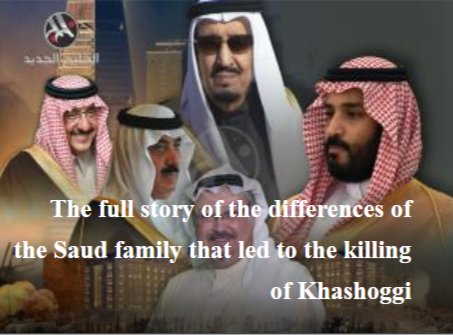 الخليج الجديد
The full story of the differences of
the Saud family that led to the killing
of Khashoggi